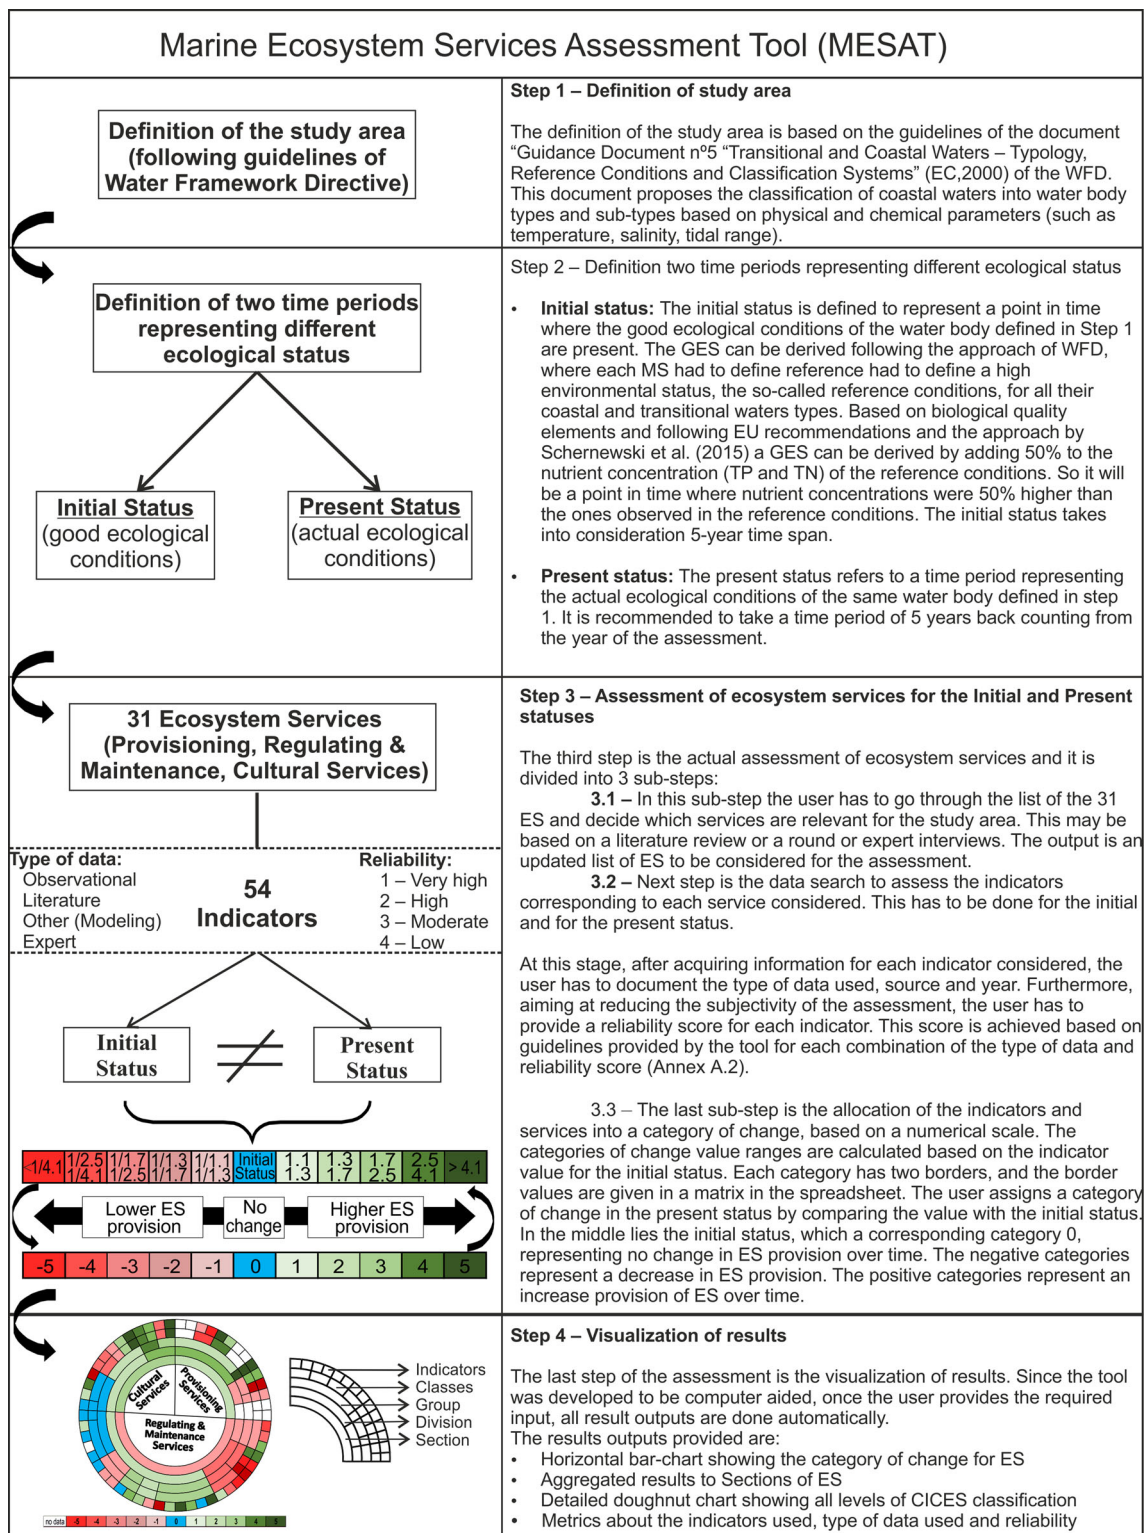 Marine Ecosystem Services Assessment Tool (MESAT)
Definition of the study area
(following guidelines of
Water Framework Directive)
Step 1 – Definition of study area
The definition of the study area is based on the guidelines of the document
“Guidance Document nº5 “Transitional and Coastal Waters – Typology,
Reference Conditions and Classification Systems” (EC,2000) of the WFD.
This document proposes the classification of coastal waters into water body
types and sub-types based on physical and chemical parameters (such as
temperature, salinity, tidal range).
Definition of two time periods
representing different
ecological status
Initial Status
(good ecological
conditions)
Present Status
(actual ecological
conditions)
Step 2 – Definition two time periods representing different ecological status
• Initial status: The initial status is defined to represent a point in time
where the good ecological conditions of the water body defined in Step 1
are present. The GES can be derived following the approach of WFD,
where each MS had to define reference had to define a high
environmental status, the so-called reference conditions, for all their
coastal and transitional waters types. Based on biological quality
elements and following EU recommendations and the approach by
Schernewski et al. (2015) a GES can be derived by adding 50% to the
nutrient concentration (TP and TN) of the reference conditions. So it will
be a point in time where nutrient concentrations were 50% higher than
the ones observed in the reference conditions. The initial status takes
into consideration 5-year time span.
• Present status: The present status refers to a time period representing
the actual ecological conditions of the same water body defined in step
1. It is recommended to take a time period of 5 years back counting from
the year of the assessment.
31 Ecosystem Services
(Provisioning, Regulating &
Maintenance, Cultural Services)
Type of data:
Observational
Literature
Other (Modeling)
Expert
54
Indicators
Reliability:
1 – Very high
2 – High
3 – Moderate
4 – Low
Initial
Status
Present
Status
<1/4.1 1/2.5 1/1.7 1/1.3 1/1.1 Initial 1.1 1.3 1.7 2.5 > 4.1
1/4.1 1/2.5 1/1.7 1/1.3 Status 1.3 1.7 2.5 4.1
Lower ES
provision
No
change
Higher ES
provision
-5 -4 -3 -2 -1 0 1 2 3 4 5
Step 3 – Assessment of ecosystem services for the Initial and Present
statuses
The third step is the actual assessment of ecosystem services and it is
divided into 3 sub-steps:
3.1 – In this sub-step the user has to go through the list of the 31
ES and decide which services are relevant for the study area. This may be
based on a literature review or a round or expert interviews. The output is an
updated list of ES to be considered for the assessment.
3.2 – Next step is the data search to assess the indicators
corresponding to each service considered. This has to be done for the initial
and for the present status.
At this stage, after acquiring information for each indicator considered, the
user has to document the type of data used, source and year. Furthermore,
aiming at reducing the subjectivity of the assessment, the user has to
provide a reliability score for each indicator. This score is achieved based on
guidelines provided by the tool for each combination of the type of data and
reliability score (Annex A.2).
3.3 – The last sub-step is the allocation of the indicators and
services into a category of change, based on a numerical scale. The
categories of change value ranges are calculated based on the indicator
value for the initial status. Each category has two borders, and the border
values are given in a matrix in the spreadsheet. The user assigns a category
of change in the present status by comparing the value with the initial status.
In the middle lies the initial status, which a corresponding category 0,
representing no change in ES provision over time. The negative categories
represent a decrease in ES provision. The positive categories represent an
increase provision of ES over time.
Cultural
Services
Provisioning
Services
Regulating &
Maintenance
Services
Indicators
Classes
Group
Division
Section
no data -5 -4 -3 -2 -1 0 1 2 3 4 5
Step 4 – Visualization of results
The last step of the assessment is the visualization of results. Since the tool
was developed to be computer aided, once the user provides the required
input, all result outputs are done automatically.
The results outputs provided are:
• Horizontal bar-chart showing the category of change for ES
• Aggregated results to Sections of ES
• Detailed doughnut chart showing all levels of CICES classification
• Metrics about the indicators used, type of data used and reliability